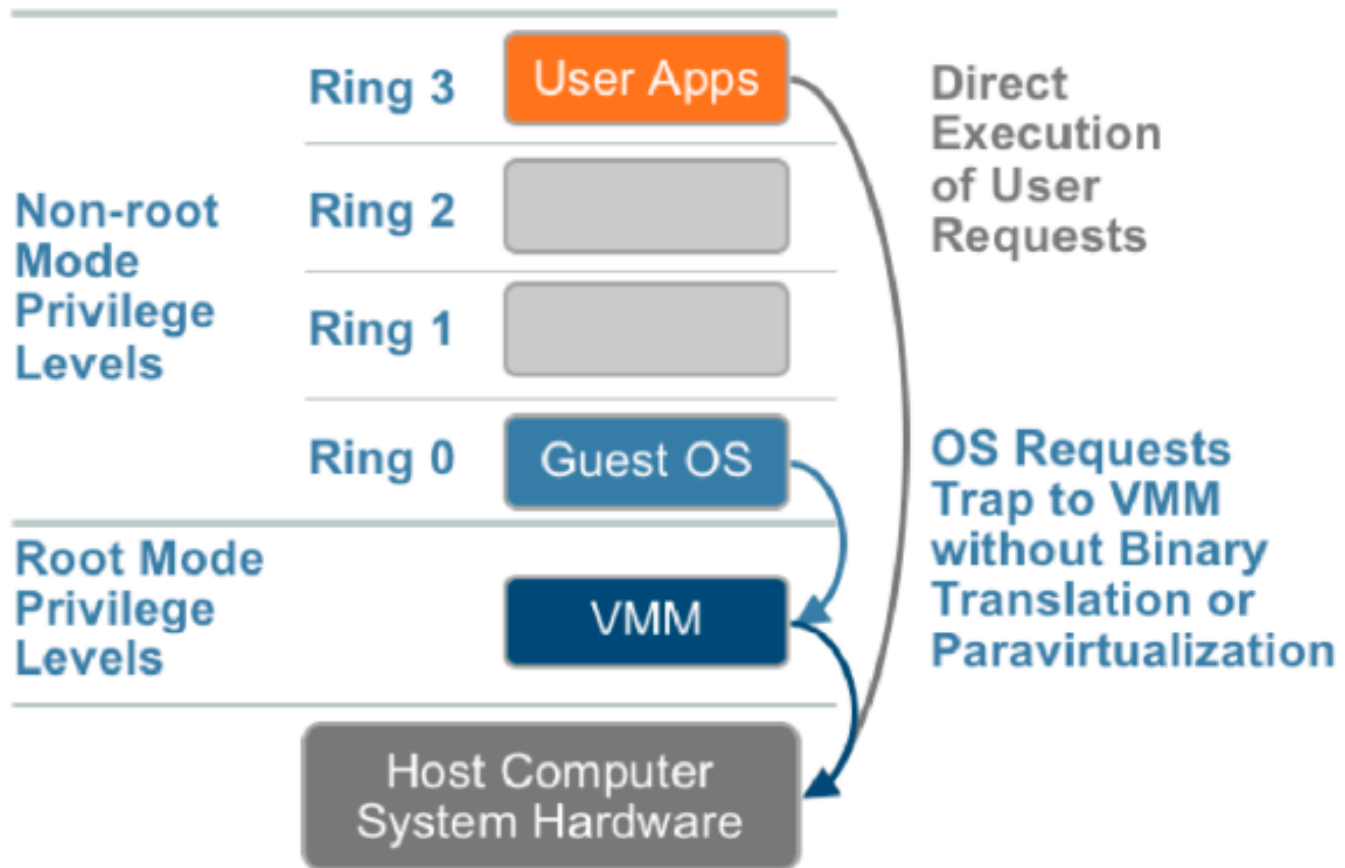 Ring 3
User Apps
Direct
Execution
of User
Requests
Non-root
Mode
Privilege
Levels
Ring 2
Ring 1
Ring 0
Guest OS
OS Requests
Trap to VMM
without Binary
Translation or
Paravirtualization
Root Mode
Privilege
Levels
VMM
Host Computer
System Hardware